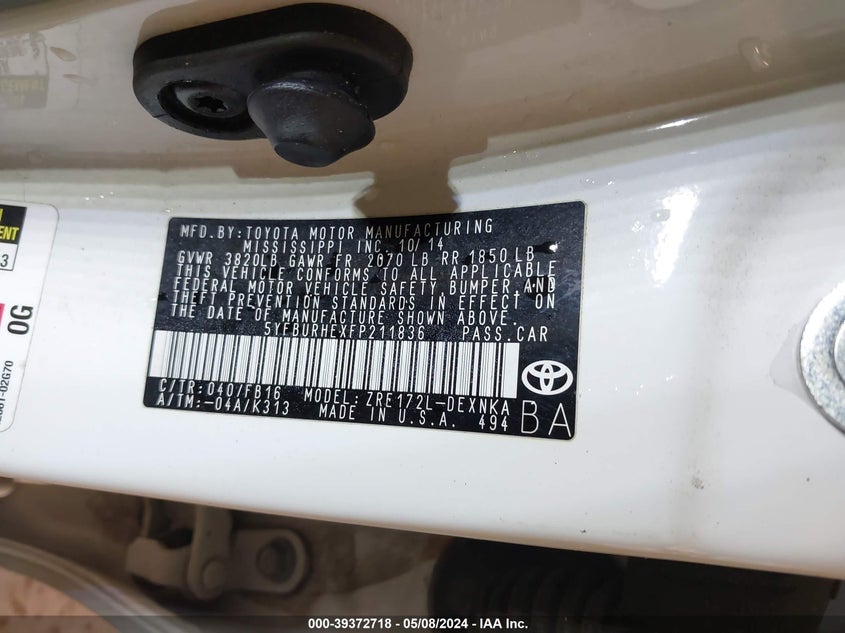 MFD.BY:TOYOTA MOTOR MANUFACTURING
MISSISSIPPI INC. 10/14
GVWR 3820LB GAWR FR 2070 LB RR 1850 LB
THIS VEHICLE CONFORMS TO ALL APPLICABLE
FEDERAL MOTOR VEHICLE SAFETY BUMPER,AND
THEFT PREVENTION STANDARDS IN EFFECT ON
THE DATE OF MANUFACTURE SHOWN ABOVE.
5YFBURHEXFP211836 PASS.CAR
C/TR:040/FB16 MODEL:ZRE172L-DEXNKA
A/TM:-04A/K313 MADE IN U.S.A. 494
BA
OG
000-39372718 / 05/08/2024 - IAA Inc.